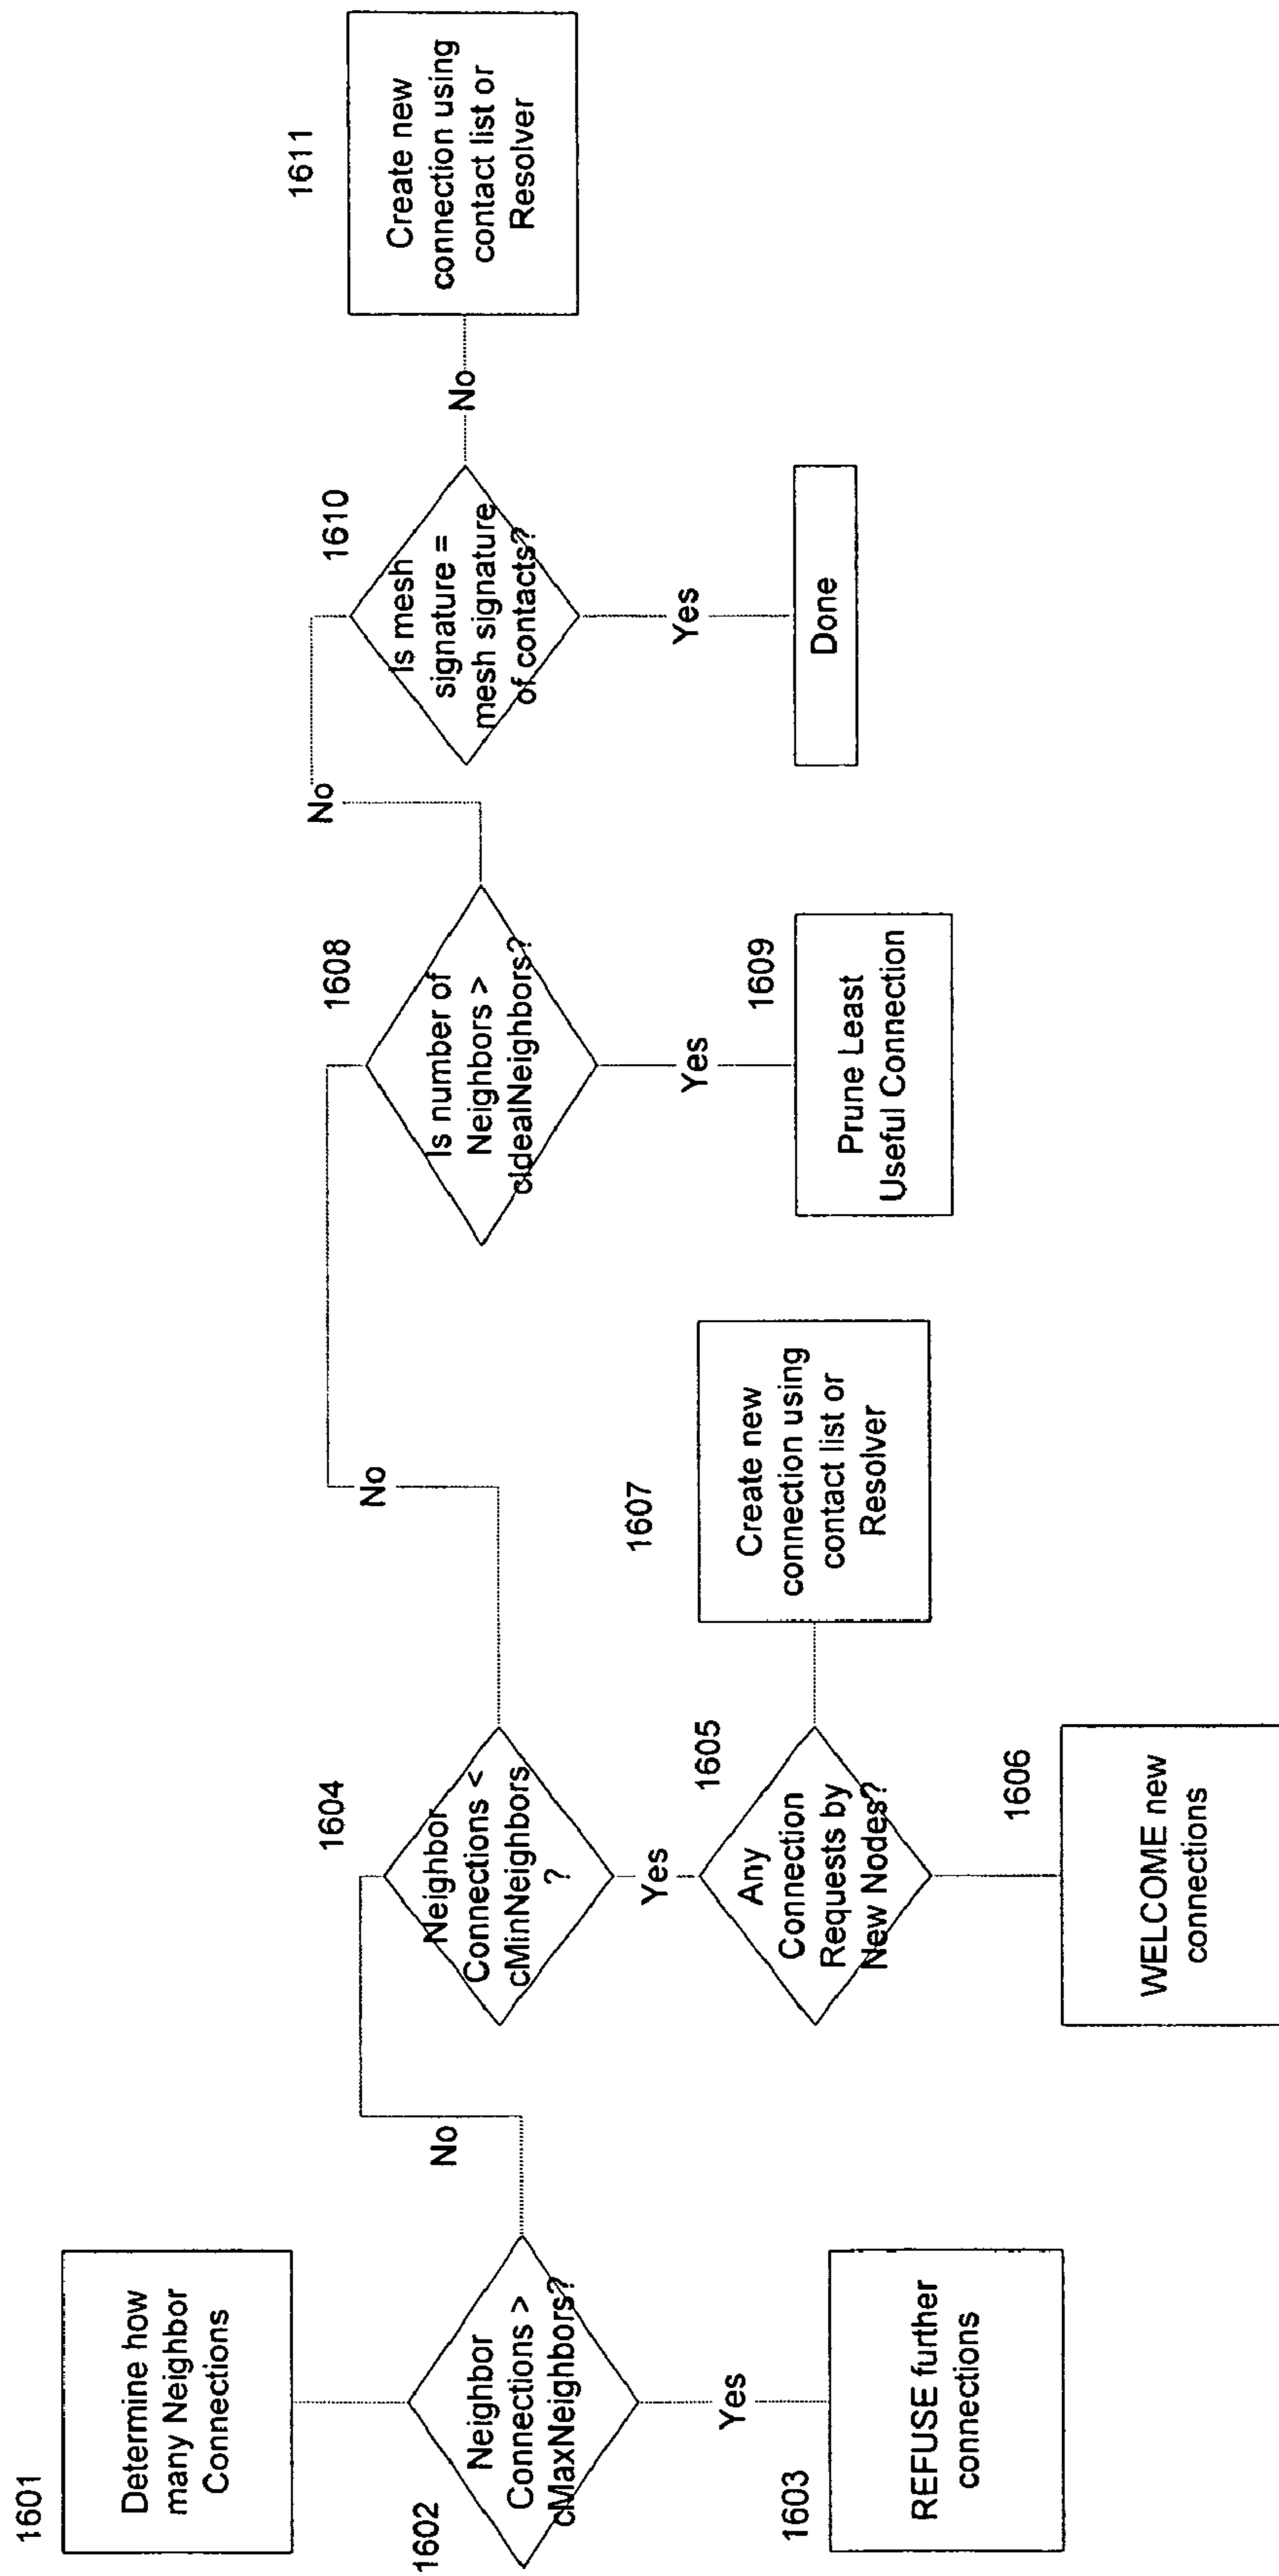 1601
Determine how
many Neighbor
Connections
1602
Neighbor
Connections >
cMaxNeighbors?
No
Yes
1603
REFUSE further
connections
1604
Neighbor
Connections <
cMinNeighbors
?
No
Yes
1605
Any
Connection
Requests by
New Nodes?
1606
WELCOME new
connections
1607
Create new
connection using
contact list or
Resolver
1608
Is number of
Neighbors >
cIdealNeighbors?
No
Yes
1609
Prune Least
Useful Connection
1610
Is mesh
signature =
mesh signature
of contacts?
No
Yes
Done
1611
Create new
connection using
contact list or
Resolver